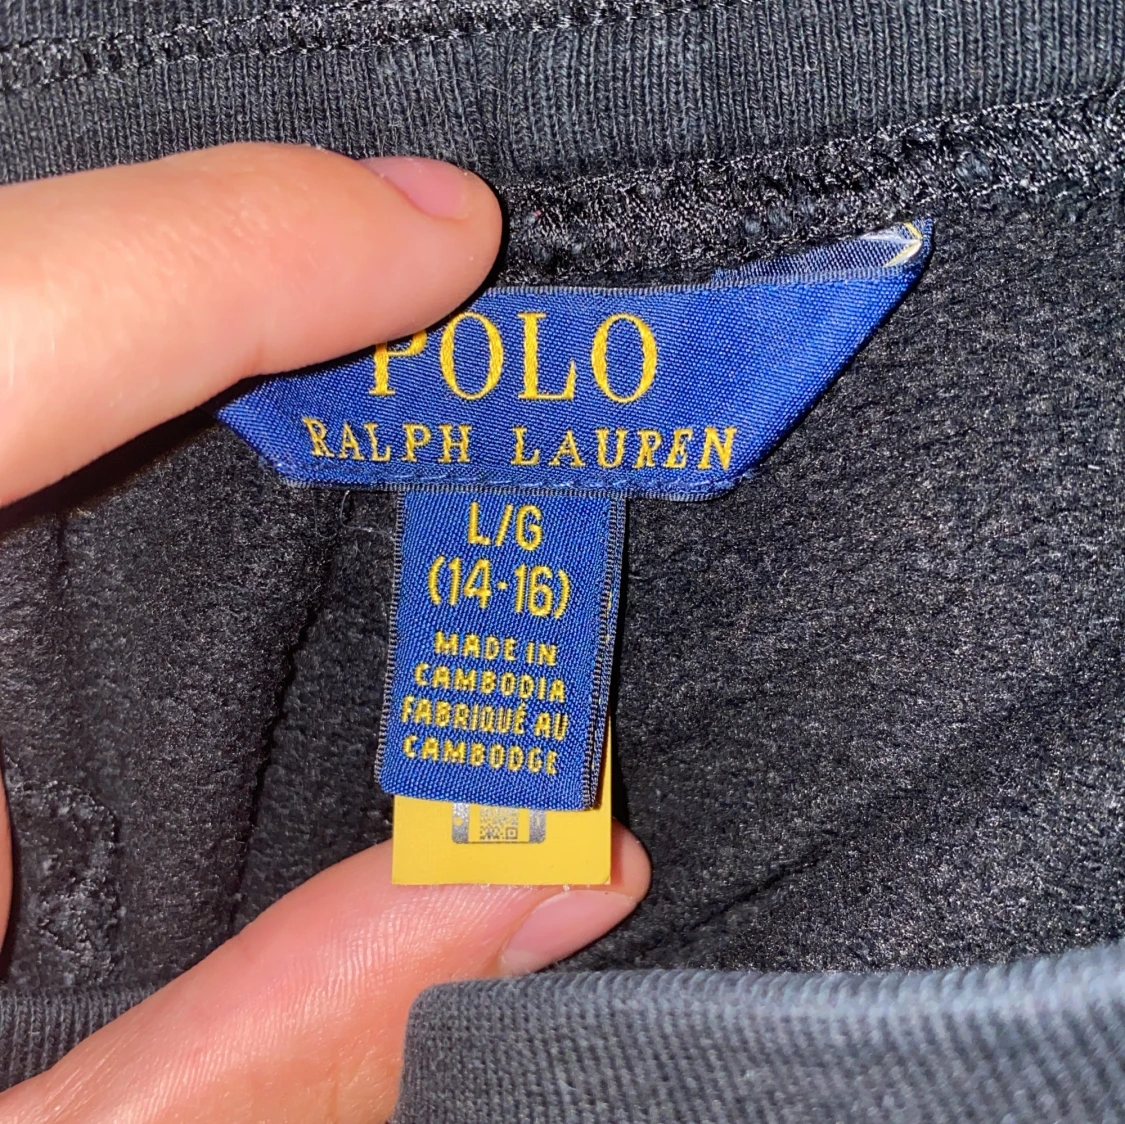 POLO
RALPH LAUREN
L/G
(14-16)
MADE IN
CAMBODIA
FABRIQUÉ AU
CAMBODGE